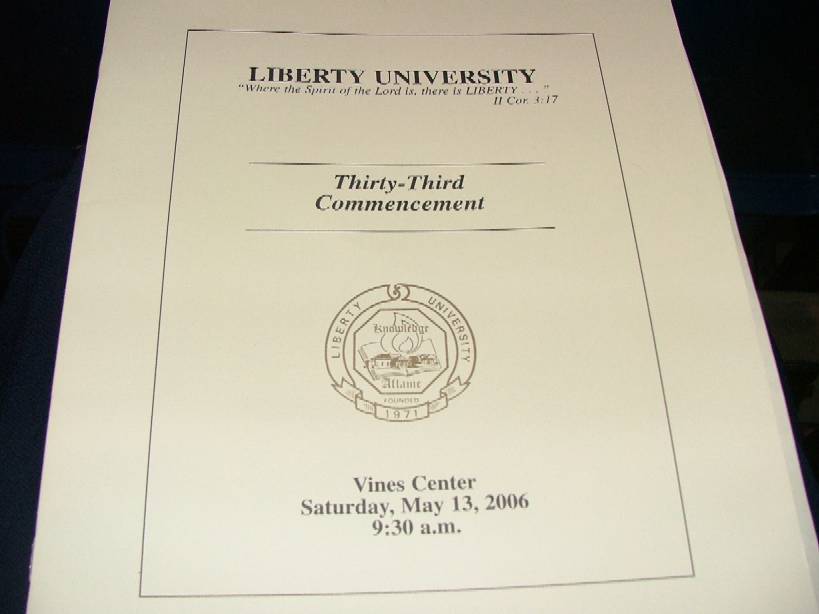 LIBERTY UNIVERSITY
"Where the Spirit of the Lord is, there is LIBERTY . . ."
II Cor. 3:17
Thirty-Third
Commencement
LIBERTY UNIVERSITY
Knowledge
Aflame
FOUNDED
1971
Vines Center
Saturday, May 13, 2006
9:30 a.m.